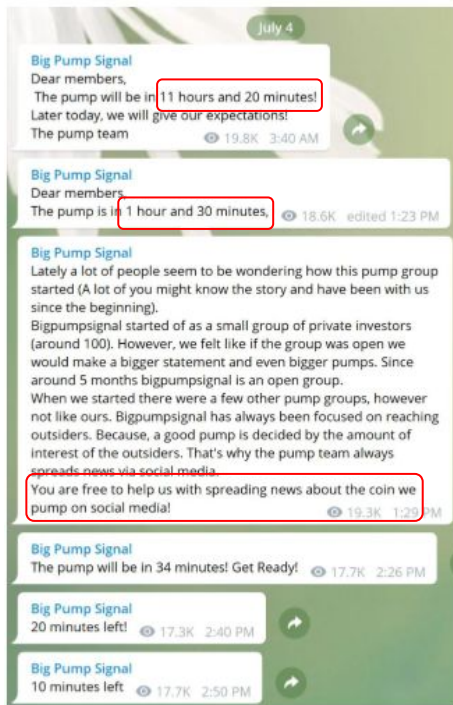 July 4
Big Pump Signal
Dear members,
The pump will be in 11 hours and 20 minutes!
Later today, we will give our expectations!
The pump team 19.8K 3:40 AM
Big Pump Signal
Dear members,
The pump is in 1 hour and 30 minutes, 18.6K edited 1:23 PM
Big Pump Signal
Lately a lot of people seem to be wondering how this pump group
started (A lot of you might know the story and have been with us
since the beginning).
Bigpumpsignal started of as a small group of private investors
(around 100). However, we felt like if the group was open we
would make a bigger statement and even bigger pumps. Since
around 5 months bigpumpsignal is an open group.
When we started there were a few other pump groups, however
not like ours. Bigpumpsignal has always been focused on reaching
outsiders. Because, a good pump is decided by the amount of
interest of the outsiders. That's why the pump team always
spreads news via social media.
You are free to help us with spreading news about the coin we
pump on social media! 19.3K 1:29 PM
Big Pump Signal
The pump will be in 34 minutes! Get Ready! 17.7K 2:26 PM
Big Pump Signal
20 minutes left! 17.3K 2:40 PM
Big Pump Signal
10 minutes left 17.7K 2:50 PM